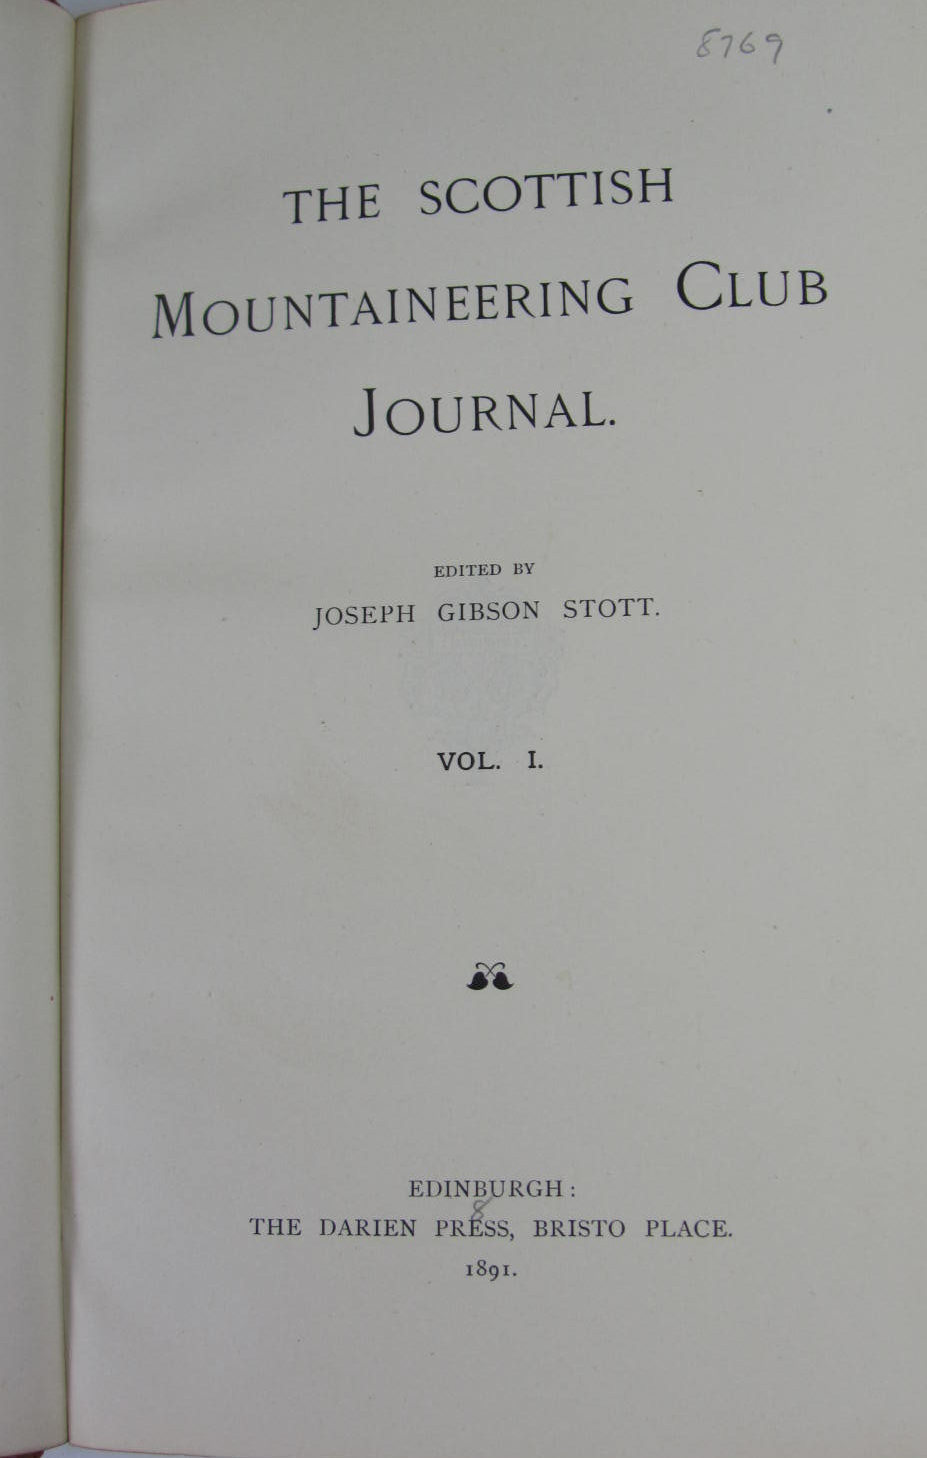 8769
THE SCOTTISH
MOUNTAINEERING CLUB
JOURNAL.
EDITED BY
JOSEPH GIBSON STOTT.
VOL. I.
EDINBURGH:
8
THE DARIEN PRESS, BRISTO PLACE.
1891.